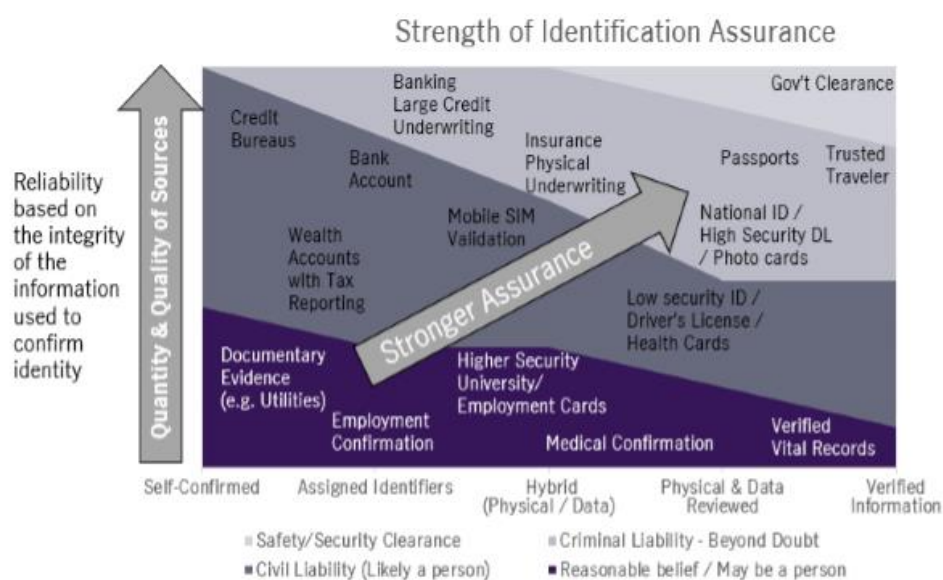 Strength of Identification Assurance
Reliability
based on
the integrity
of the
information
used to
confirm
identity
Quantity & Quality of Sources
Credit
Bureaus
Banking
Large Credit
Underwriting
Gov't Clearance
Bank
Account
Insurance
Physical
Underwriting
Passports
Trusted
Traveler
Wealth
Accounts
with Tax
Reporting
Mobile SIM
Validation
National ID /
High Security DL
/ Photo cards
Stronger Assurance
Low security ID /
Driver's License /
Health Cards
Documentary
Evidence
(e.g. Utilities)
Higher Security
University/
Employment Cards
Employment
Confirmation
Medical Confirmation
Verified
Vital Records
Self-Confirmed
Assigned Identifiers
Hybrid
(Physical / Data)
Physical & Data
Reviewed
Verified
Information
Safety/Security Clearance
Criminal Liability - Beyond Doubt
Civil Liability (Likely a person)
Reasonable belief / May be a person